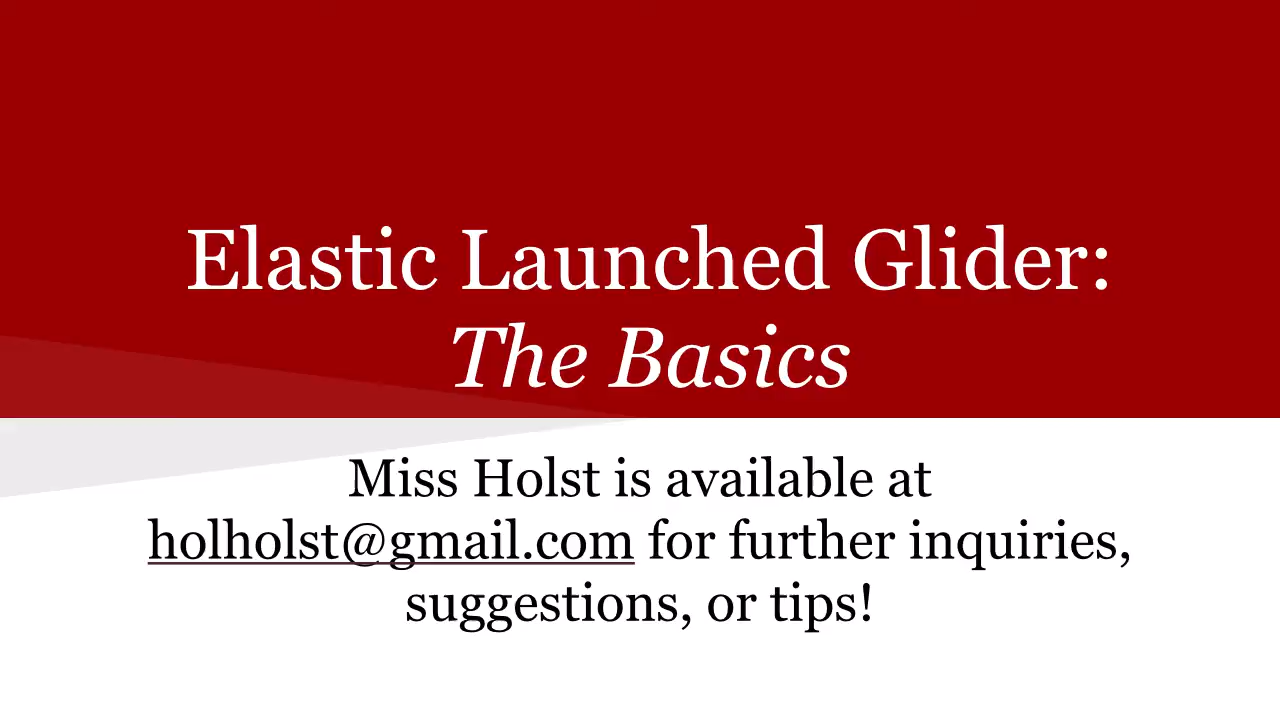 Elastic Launched Glider:
The Basics
Miss Holst is available at
holholst@gmail.com for further inquiries,
suggestions, or tips!